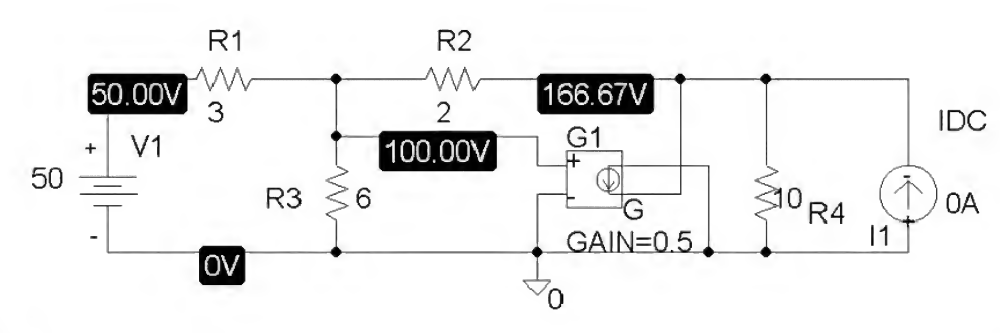 R1
R2
50.00V
166.67V
3
2
IDC
+
V1
100.00V
G1
+
50
R3
6
-
G
-
10
R4
-
0A
+
I1
-
0V
GAIN=0.5
0